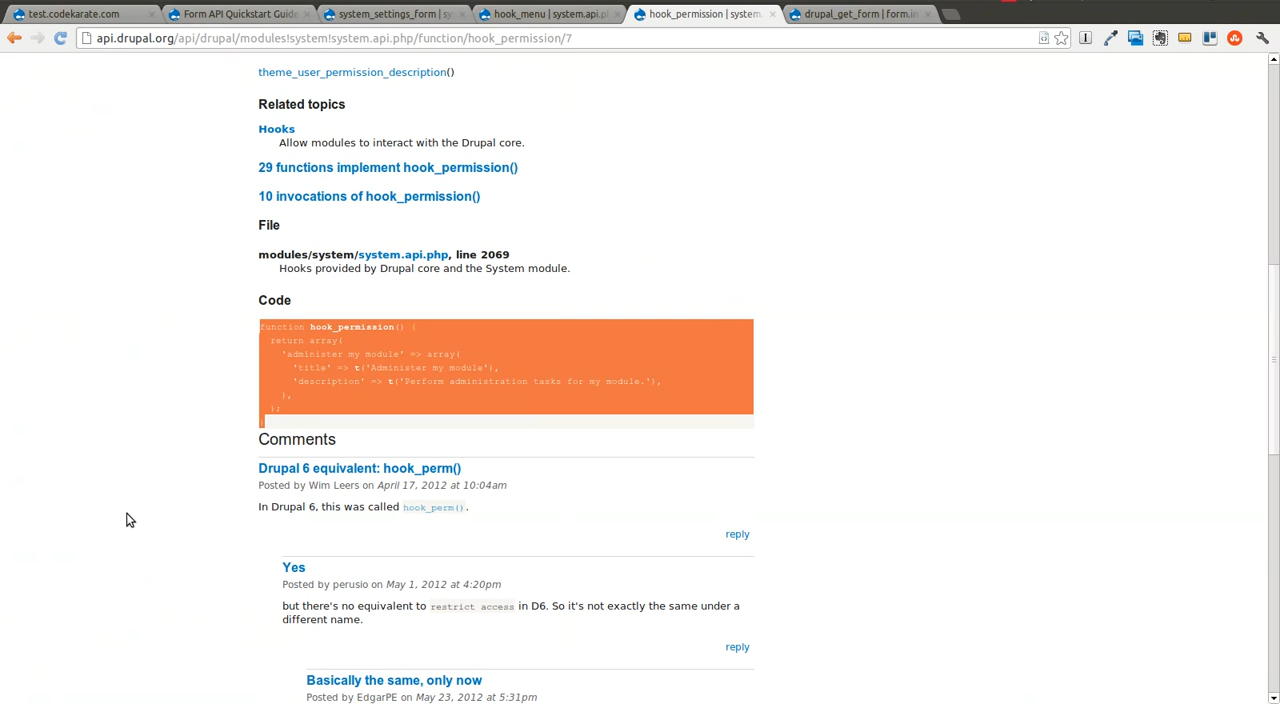 test.codekarate.com
Form API Quickstart Guide
system_settings_form | sy
hook_menu | system.api.pl
hook_permission | system.
drupal_get_form | form.in
api.drupal.org/api/drupal/modules!system!system.api.php/function/hook_permission/7
theme_user_permission_description()
Related topics
Hooks
Allow modules to interact with the Drupal core.
29 functions implement hook_permission()
10 invocations of hook_permission()
File
modules/system/system.api.php, line 2069
Hooks provided by Drupal core and the System module.
Code
function hook_permission() {
return array(
'administer my module' => array(
'title' => t('Administer my module'),
'description' => t('Perform administration tasks for my module.'),
),
);
}
Comments
Drupal 6 equivalent: hook_perm()
Posted by Wim Leers on April 17, 2012 at 10:04am
In Drupal 6, this was called hook_perm().
reply
Yes
Posted by perusio on May 1, 2012 at 4:20pm
but there's no equivalent to restrict access in D6. So it's not exactly the same under a
different name.
reply
Basically the same, only now
Posted by EdgarPE on May 23, 2012 at 5:31pm